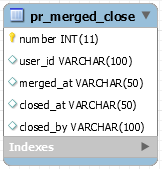 pr_merged_close
number INT(11)
user_id VARCHAR(100)
merged_at VARCHAR(50)
closed_at VARCHAR(50)
closed_by VARCHAR(100)
Indexes